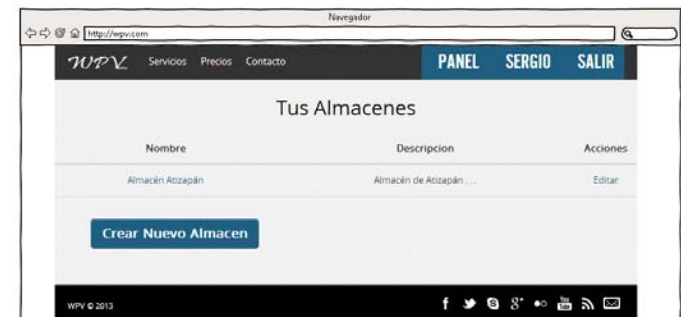 Navegador
http://wpv.com
WPV Servicios Precios Contacto PANEL SERGIO SALIR
Tus Almacenes
Nombre Descripcion Acciones
Almacén Atizapán Almacén de Atizapán .... Editar
Crear Nuevo Almacen
WPV © 2013